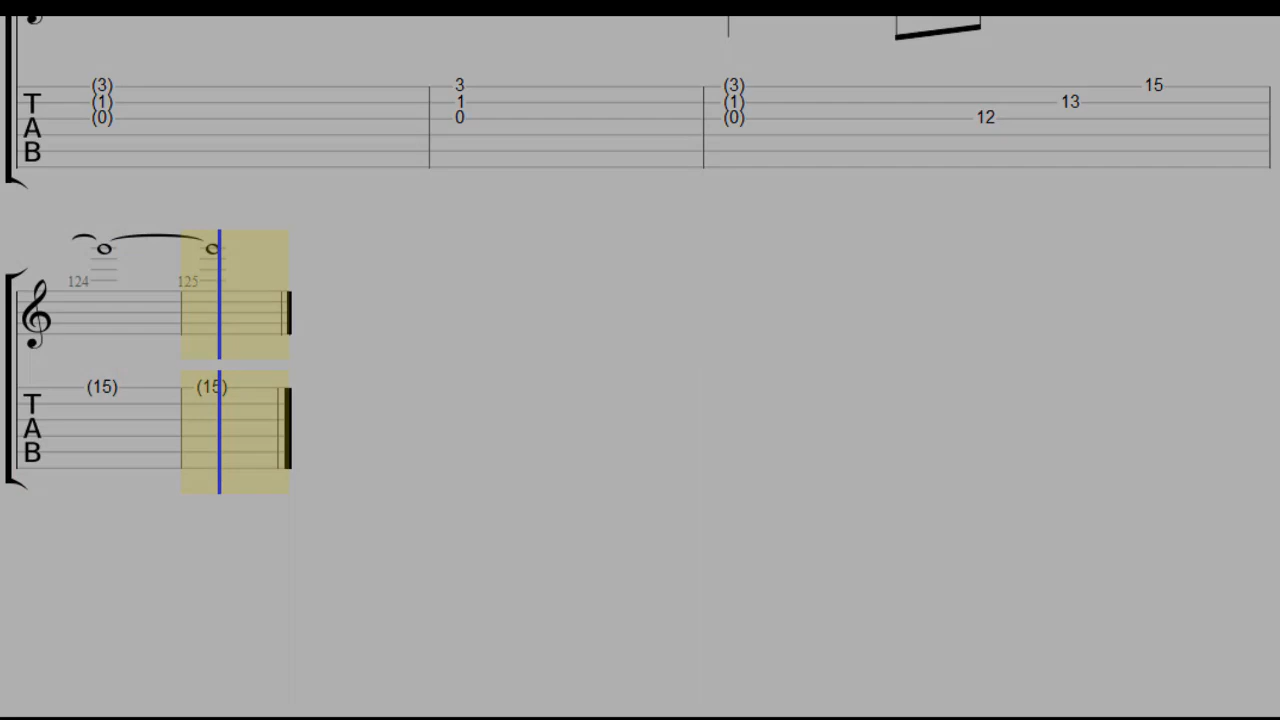 (3) 3 (3) 15
T (1) 1 (1) 13
(0) 0 (0) 12
A
B
124 125
(15) (15)
T
A
B